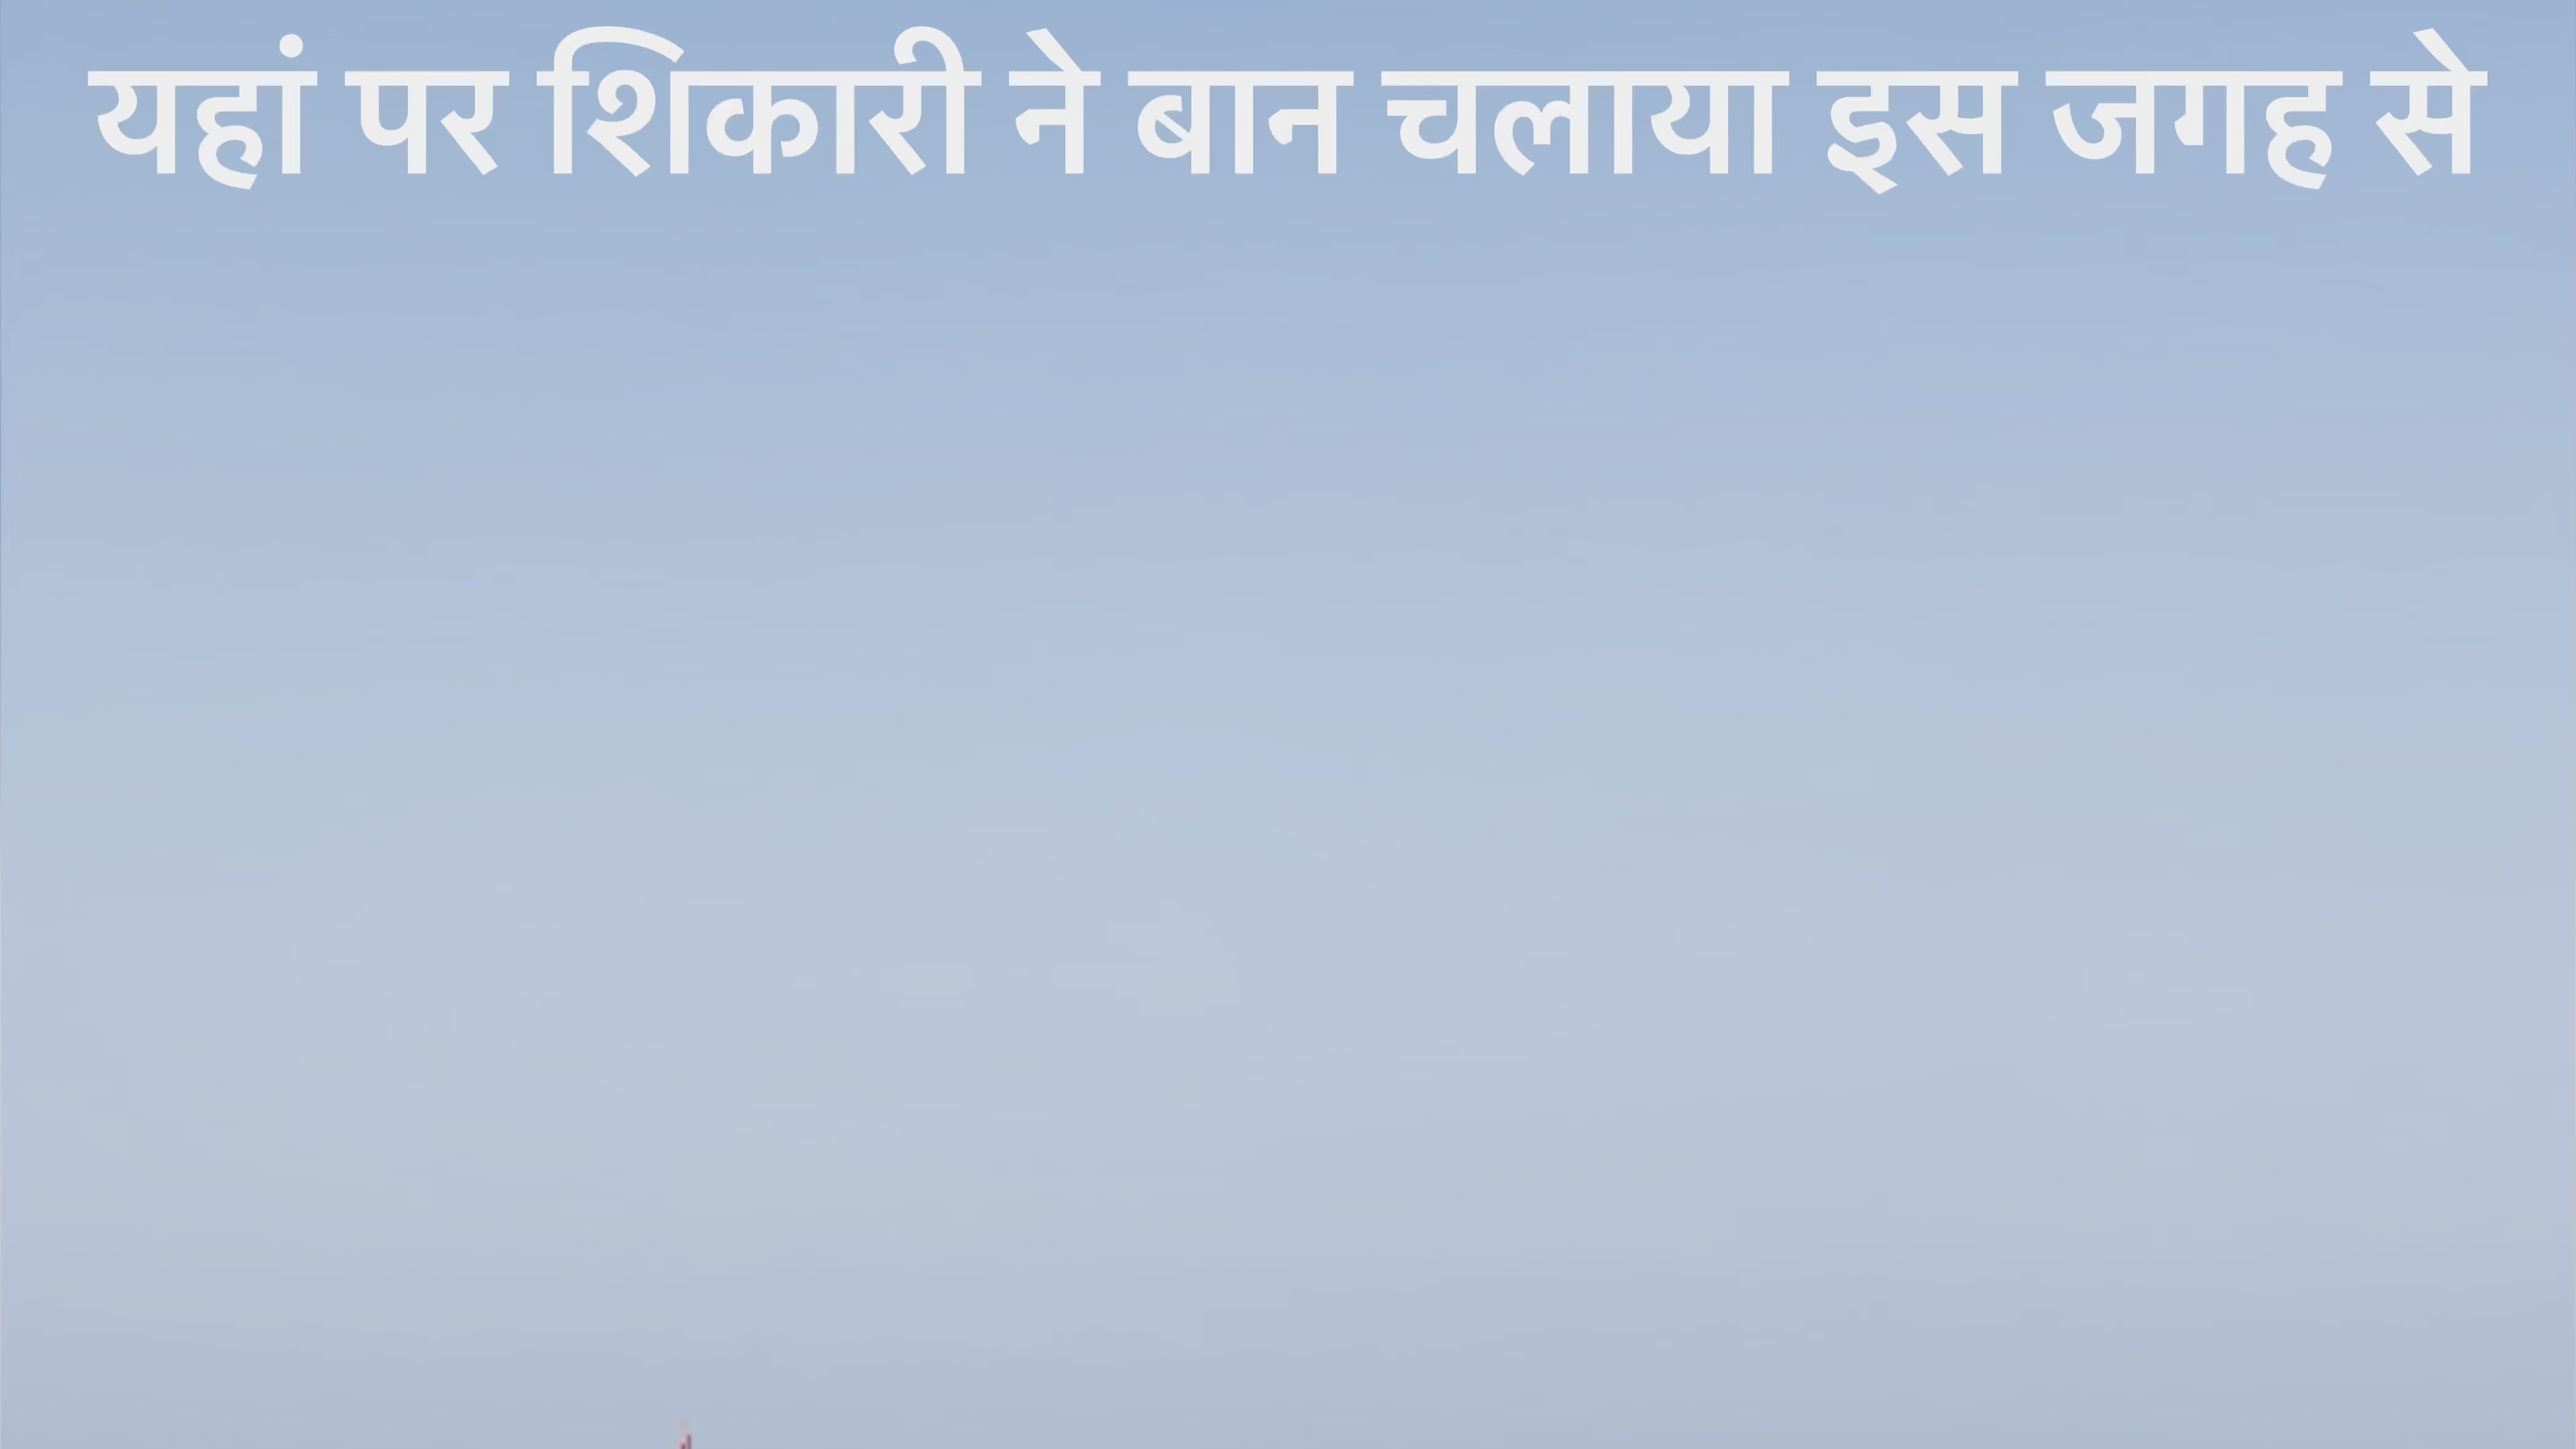 यहां पर शिकारी ने बान चलाया इस जगह से